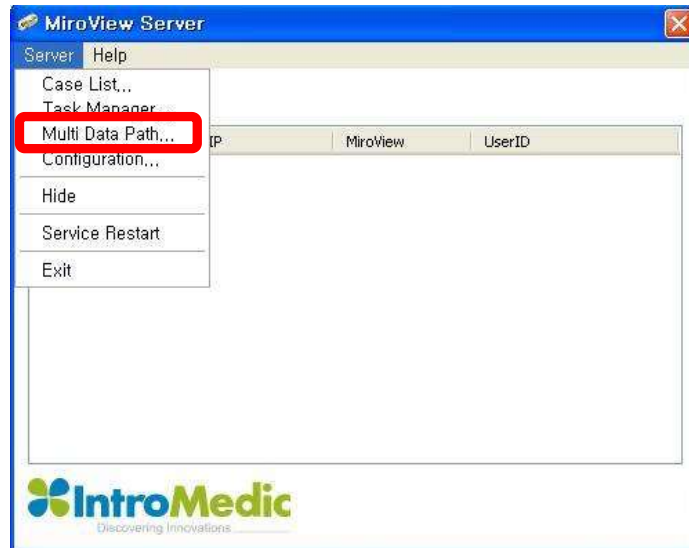 MiroView Server
Server Help
Case List...
Task Manager...
Multi Data Path...
IP MiroView UserID
Configuration...
Hide
Service Restart
Exit
IntroMedic
Discovering Innovations